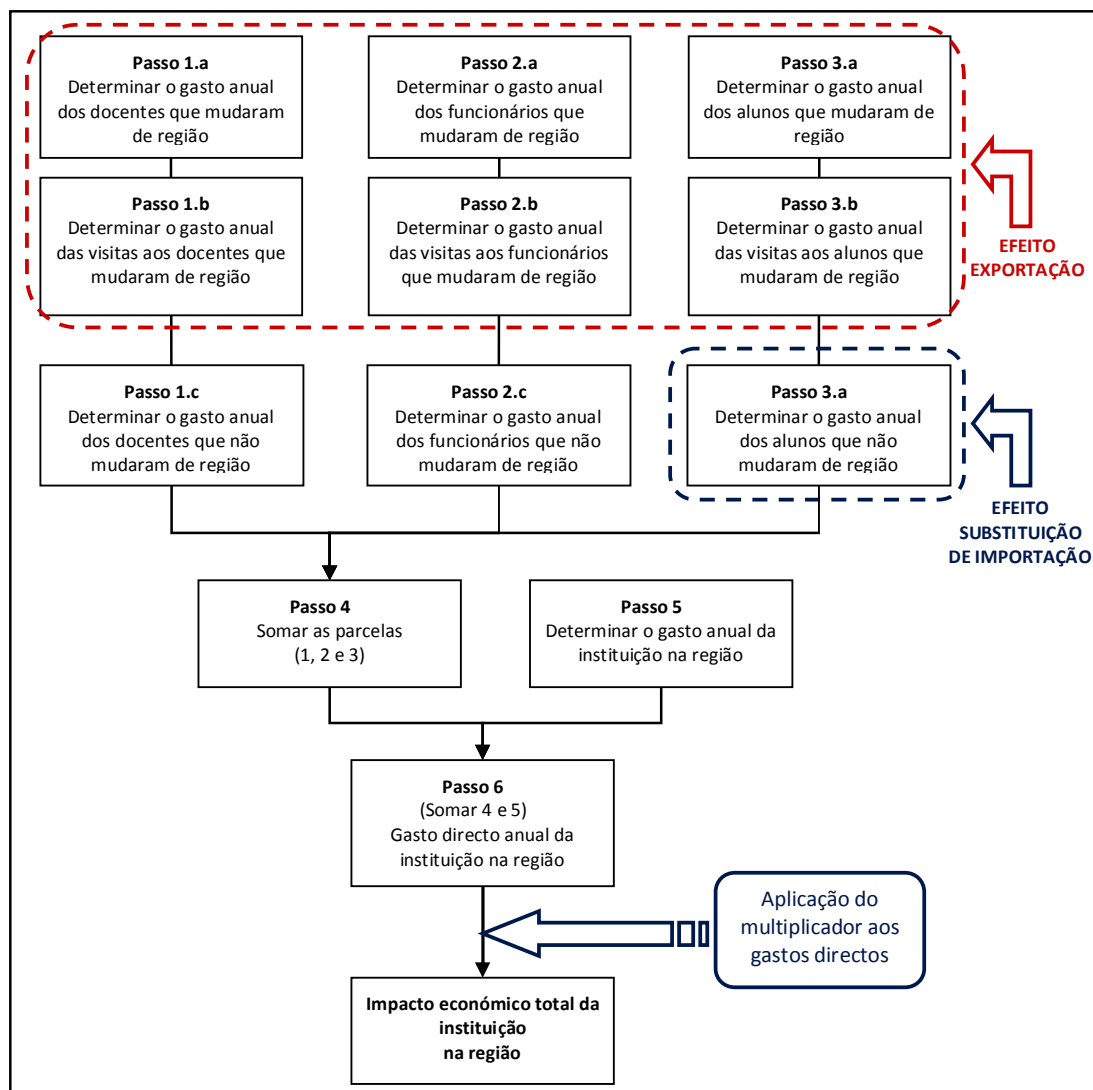 Passo 1.a
Determinar o gasto anual
dos docentes que mudaram
de região
Passo 2.a
Determinar o gasto anual
dos funcionários que
mudaram de região
Passo 3.a
Determinar o gasto anual
dos alunos que mudaram de
região
Passo 1.b
Determinar o gasto anual
das visitas aos docentes que
mudaram de região
Passo 2.b
Determinar o gasto anual
das visitas aos funcionários
que mudaram de região
Passo 3.b
Determinar o gasto anual
das visitas aos alunos que
mudaram de região
EFEITO
EXPORTAÇÃO
Passo 1.c
Determinar o gasto anual
dos docentes que não
mudaram de região
Passo 2.c
Determinar o gasto anual
dos funcionários que não
mudaram de região
Passo 3.a
Determinar o gasto anual
dos alunos que não
mudaram de região
EFEITO
SUBSTITUIÇÃO
DE IMPORTAÇÃO
Passo 4
Somar as parcelas
(1, 2 e 3)
Passo 5
Determinar o gasto anual da
instituição na região
Passo 6
(Somar 4 e 5)
Gasto directo anual da
instituição na região
Aplicação do
multiplicador aos
gastos directos
Impacto económico total da
instituição
na região